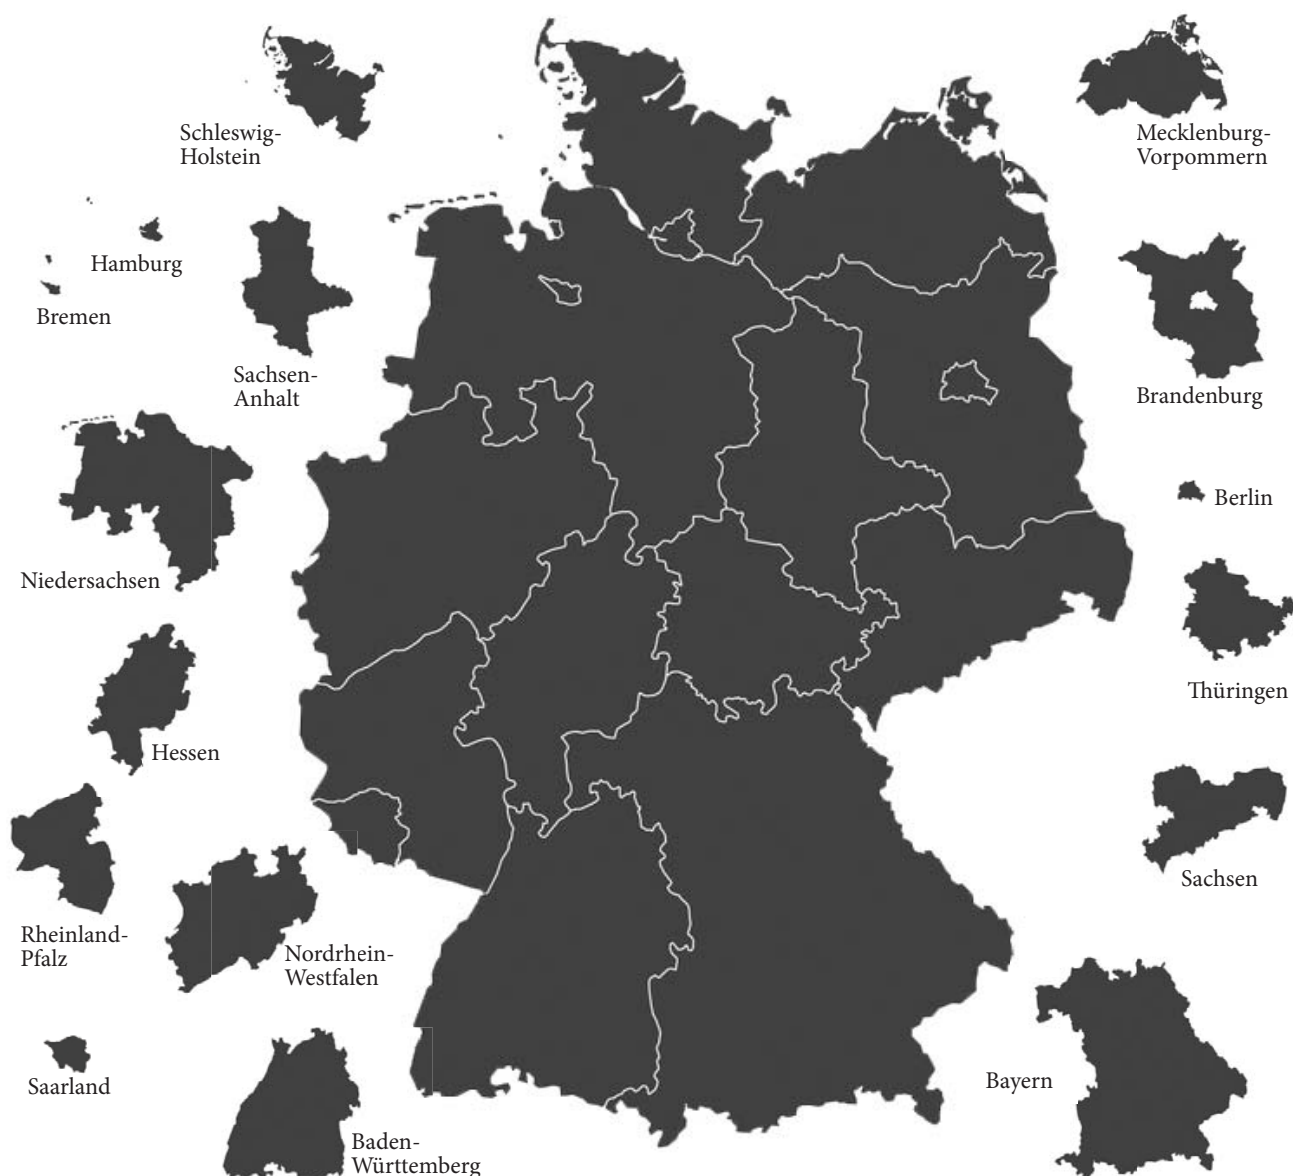 Schleswig-
Holstein
Mecklenburg-
Vorpommern
Hamburg
Bremen
Sachsen-
Anhalt
Brandenburg
Berlin
Niedersachsen
Thüringen
Hessen
Sachsen
Rheinland-
Pfalz
Nordrhein-
Westfalen
Saarland
Bayern
Baden-
Württemberg